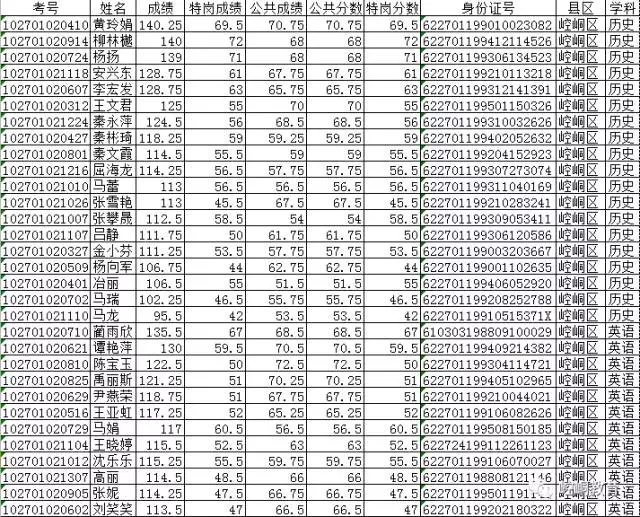 考号 姓名 成绩 特岗成绩 公共成绩 公共分数 特岗分数 身份证号 县区 学科
102701020410 黄玲娟 140.25 69.5 70.75 70.75 69.5 622701199010023082 崆峒区 历史
102701020914 柳林樾 140 72 68 68 72 622701199412114526 崆峒区 历史
102701020724 杨扬 139 71 68 68 71 622701199306134523 崆峒区 历史
102701021118 安兴东 128.75 61 67.75 67.75 61 622701199210113218 崆峒区 历史
102701020607 李宏发 128.75 63 65.75 65.75 63 622701199312141391 崆峒区 历史
102701020312 王文君 125 55 70 70 55 622701199501150326 崆峒区 历史
102701021224 秦永萍 124.5 56 68.5 68.5 56 622701199310032626 崆峒区 历史
102701020427 秦彬琦 118.25 59 59.25 59.25 59 622701199402052632 崆峒区 历史
102701020801 秦文霞 114.5 55.5 59 59 55.5 622701199204152923 崆峒区 历史
102701021216 屈海龙 114.25 56.5 57.75 57.75 56.5 622701199307273074 崆峒区 历史
102701021010 马蕾 113 56.5 56.5 56.5 56.5 622701199311040169 崆峒区 历史
102701021026 张雪艳 113 45.5 67.5 67.5 45.5 622701199210283241 崆峒区 历史
102701021007 张攀晟 112.5 58.5 54 54 58.5 622701199309053411 崆峒区 历史
102701021107 吕静 111.75 50 61.75 61.75 50 622701199306120586 崆峒区 历史
102701020327 金小芬 111.25 53.5 57.75 57.75 53.5 622701199003203667 崆峒区 历史
102701020509 杨向军 106.75 44 62.75 62.75 44 622701199001102635 崆峒区 历史
102701020401 冶丽 106.5 55 51.5 51.5 55 622701199406052920 崆峒区 历史
102701020702 马瑞 102.25 46.5 55.75 55.75 46.5 622701199208252788 崆峒区 历史
102701021110 马龙 95.5 42 53.5 53.5 42 62270119910515371X 崆峒区 历史
102701020710 蔺雨欣 135.5 67 68.5 68.5 67 610303198809100029 崆峒区 英语
102701020621 谭艳萍 130 59.5 70.5 70.5 59.5 622701199409214382 崆峒区 英语
102701020810 陈宝玉 122.5 50 72.5 72.5 50 622701199304114721 崆峒区 英语
102701020825 禹丽斯 121.25 51 70.25 70.25 51 622701199405102965 崆峒区 英语
102701020629 尹燕荣 118.75 51 67.75 67.75 51 622701199210044021 崆峒区 英语
102701020516 王亚虹 117.25 52 65.25 65.25 52 622701199106082626 崆峒区 英语
102701020729 马娟 117 60.5 56.5 56.5 60.5 622701199508150185 崆峒区 英语
102701021104 王晓婷 115.5 52.5 63 63 52.5 622724199112261123 崆峒区 英语
102701021012 沈乐乐 115.25 55.5 59.75 59.75 55.5 622701199106070027 崆峒区 英语
102701021307 高丽 114.5 48.5 66 66 48.5 622701198808121146 崆峒区 英语
102701020905 张妮 114.25 47.5 66.75 66.75 47.5 崆峒区 英语
102701020602 刘笑笑 113.5 47 66.5 66.5 47 622701199202180322 崆峒区 英语
崆峒教育